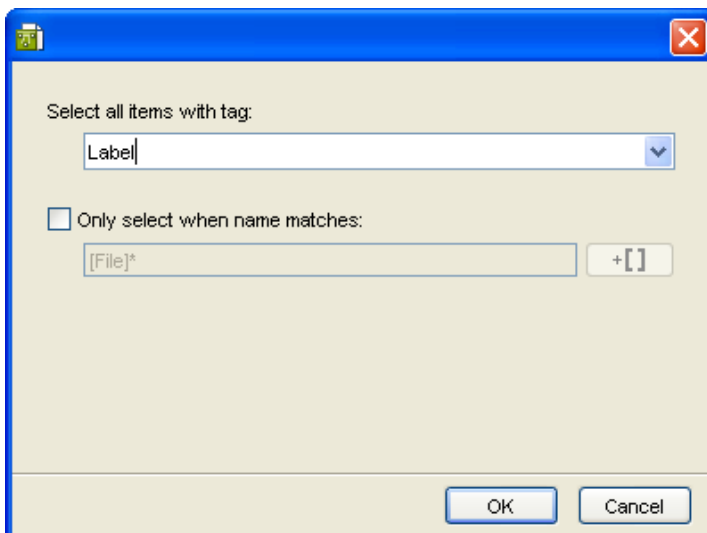 Select all items with tag:
Label
Only select when name matches:
[File]*
+[]
OK Cancel